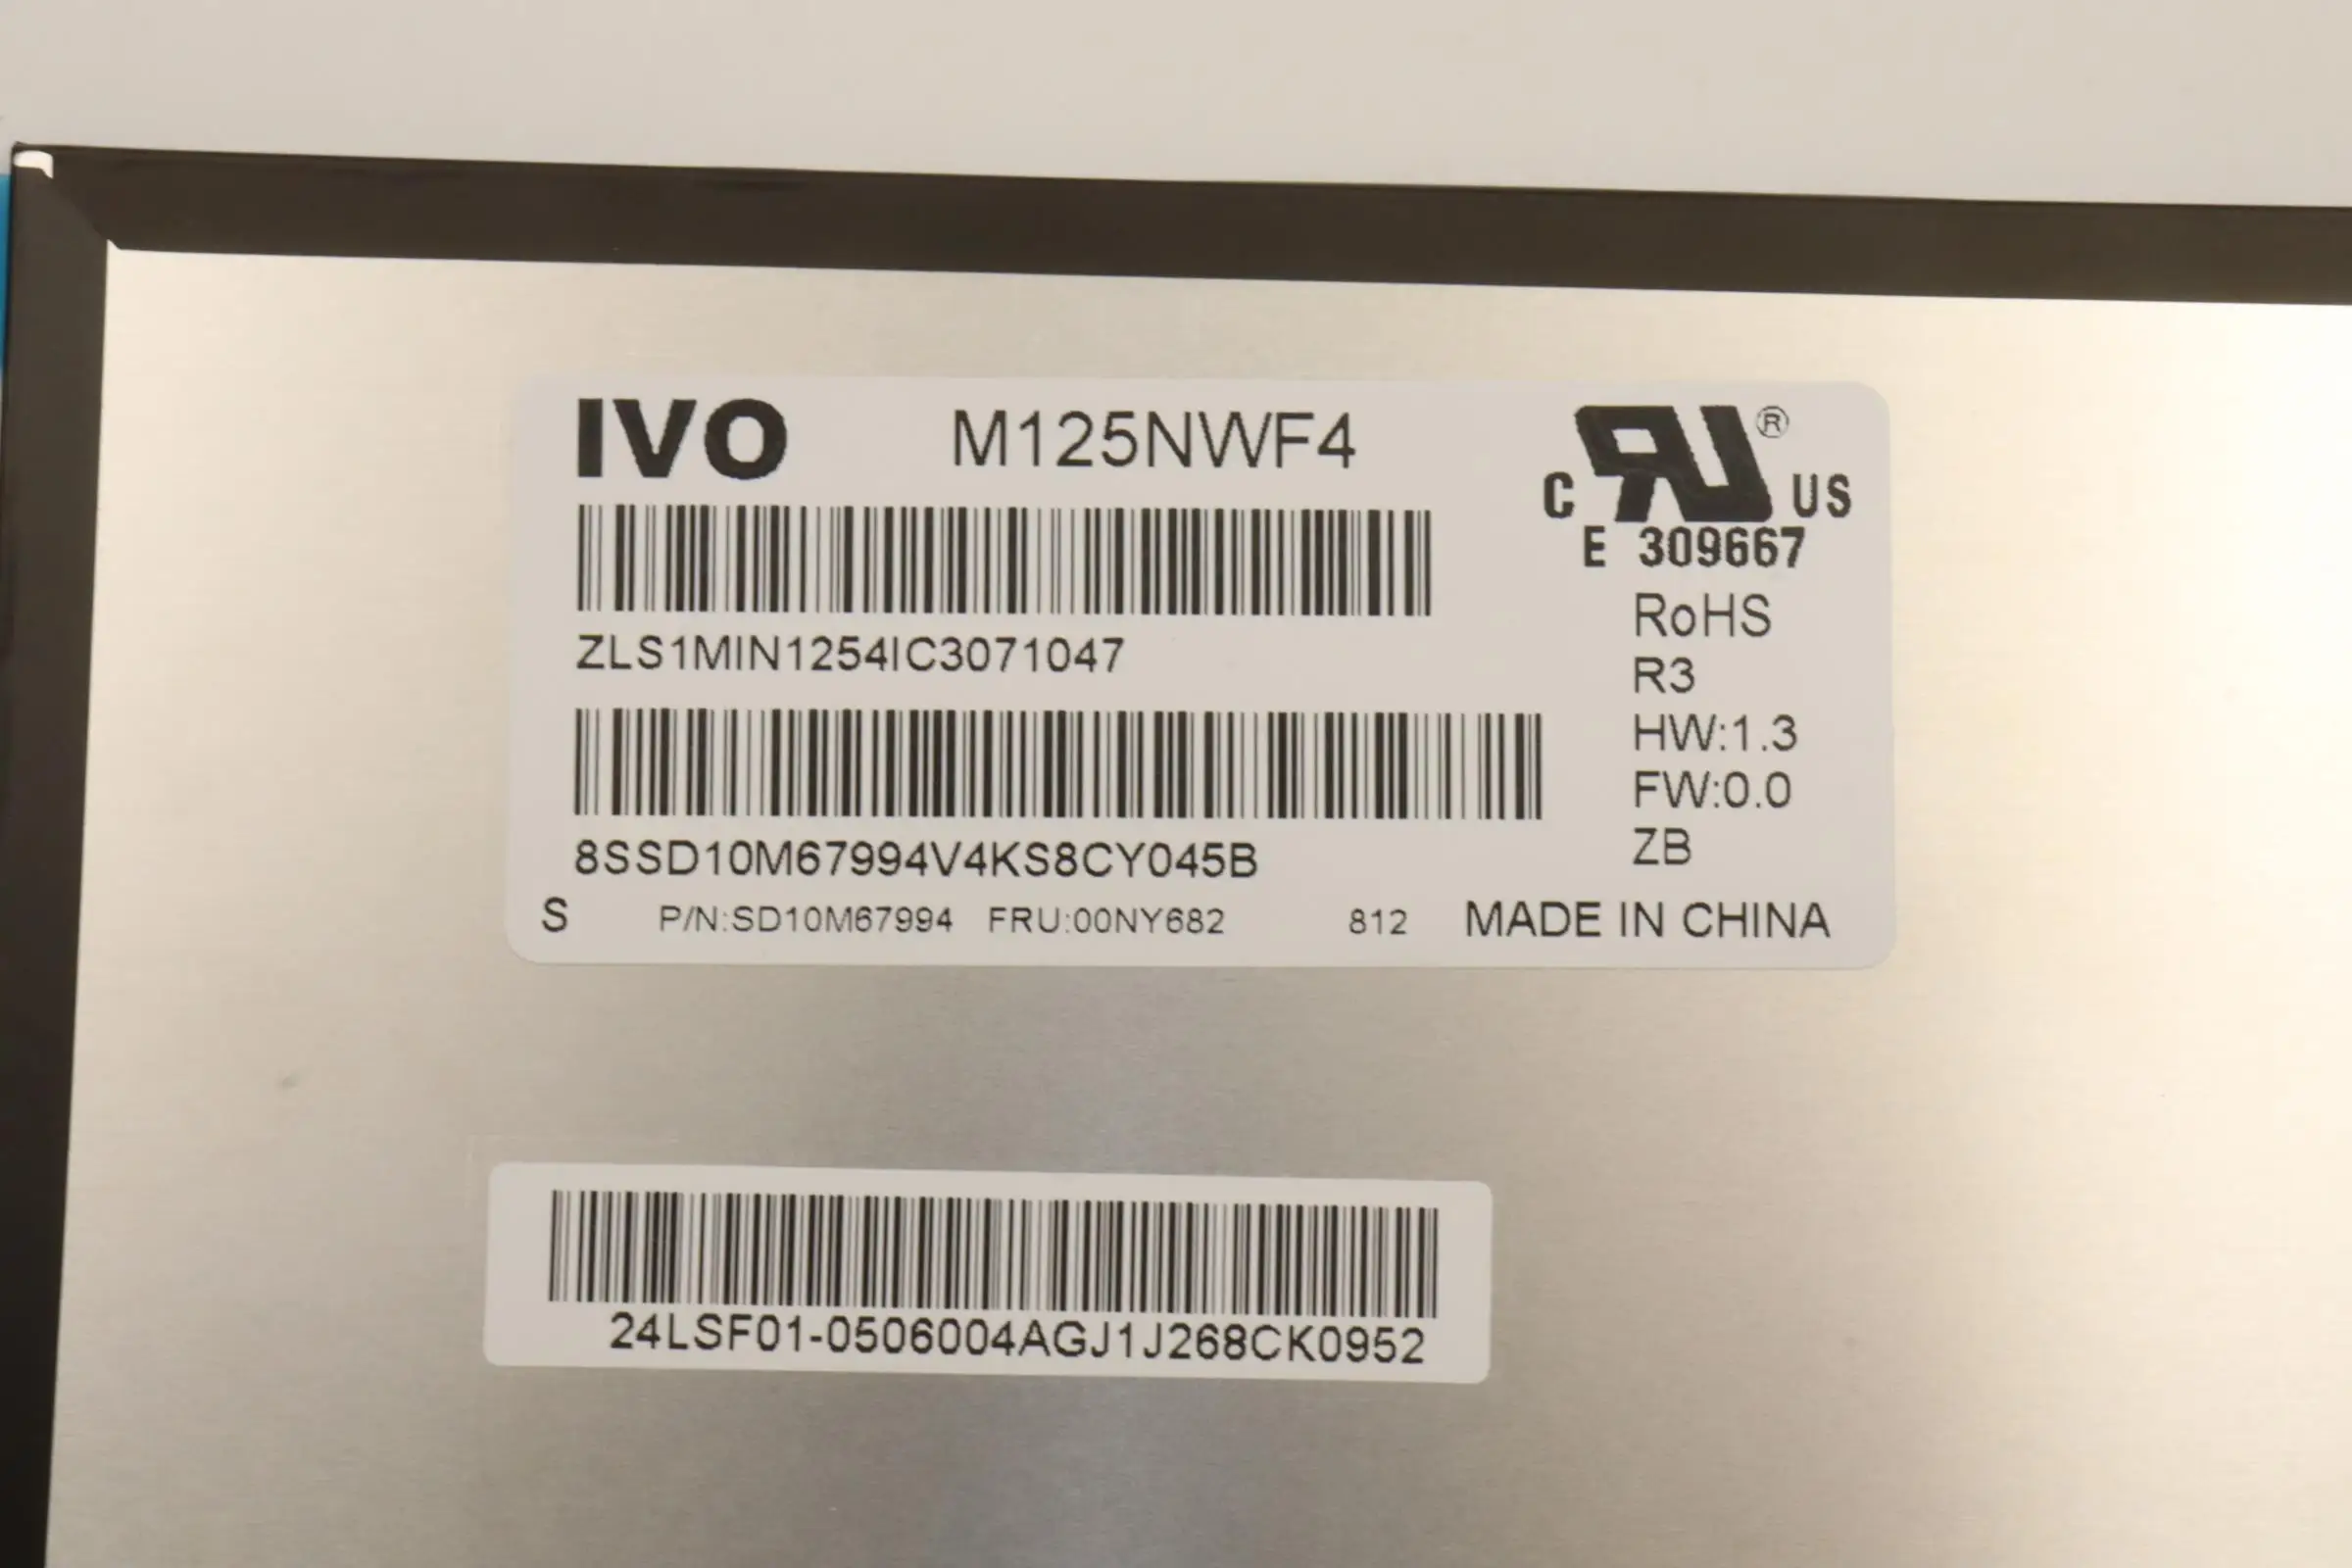 IVO M125NWF4
®
C US
E 309667
ZLS1MIN1254IC3071047
RoHS
R3
HW:1.3
FW:0.0
ZB
8SSD10M67994V4KS8CY045B
S P/N:SD10M67994 FRU:00NY682 812 MADE IN CHINA
24LSF01-0506004AGJ1J268CK0952